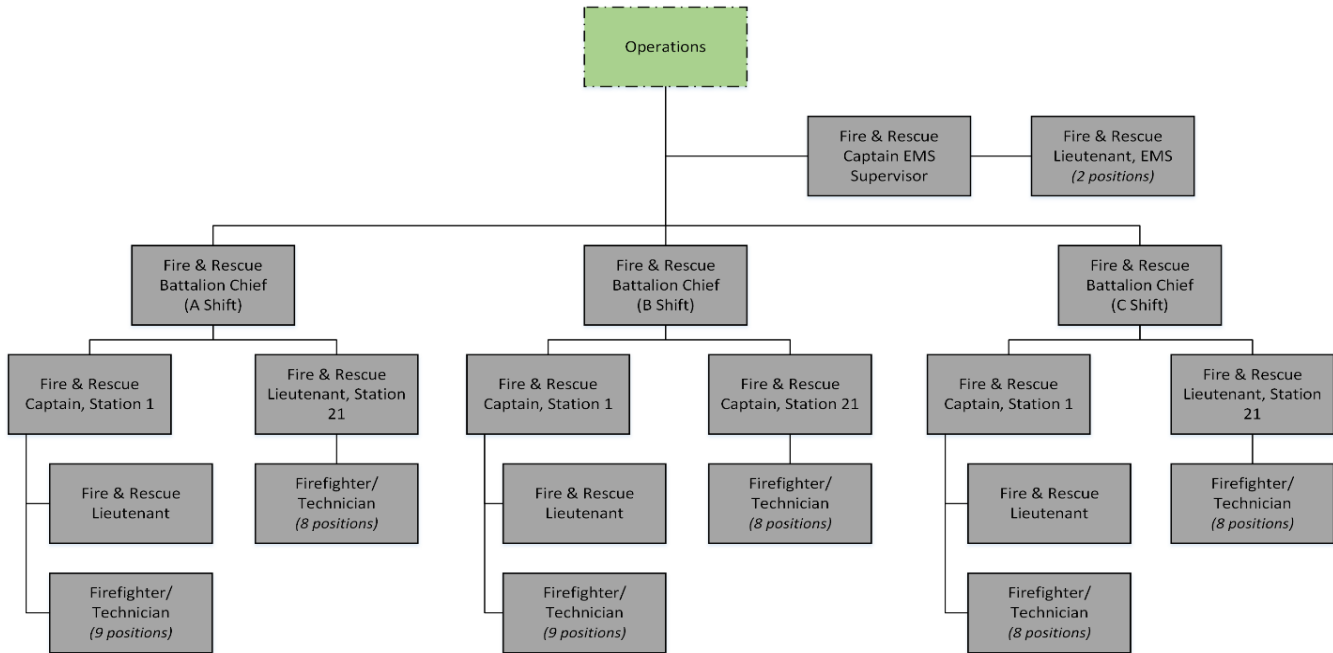 Operations
Fire & Rescue
Captain EMS
Supervisor
Fire & Rescue
Lieutenant, EMS
(2 positions)
Fire & Rescue
Battalion Chief
(A Shift)
Fire & Rescue
Battalion Chief
(B Shift)
Fire & Rescue
Battalion Chief
(C Shift)
Fire & Rescue
Captain, Station 1
Fire & Rescue
Lieutenant, Station
21
Fire & Rescue
Captain, Station 1
Fire & Rescue
Captain, Station 21
Fire & Rescue
Captain, Station 1
Fire & Rescue
Lieutenant, Station
21
Fire & Rescue
Lieutenant
Firefighter/
Technician
(8 positions)
Fire & Rescue
Lieutenant
Firefighter/
Technician
(8 positions)
Fire & Rescue
Lieutenant
Firefighter/
Technician
(8 positions)
Firefighter/
Technician
(9 positions)
Firefighter/
Technician
(9 positions)
Firefighter/
Technician
(8 positions)